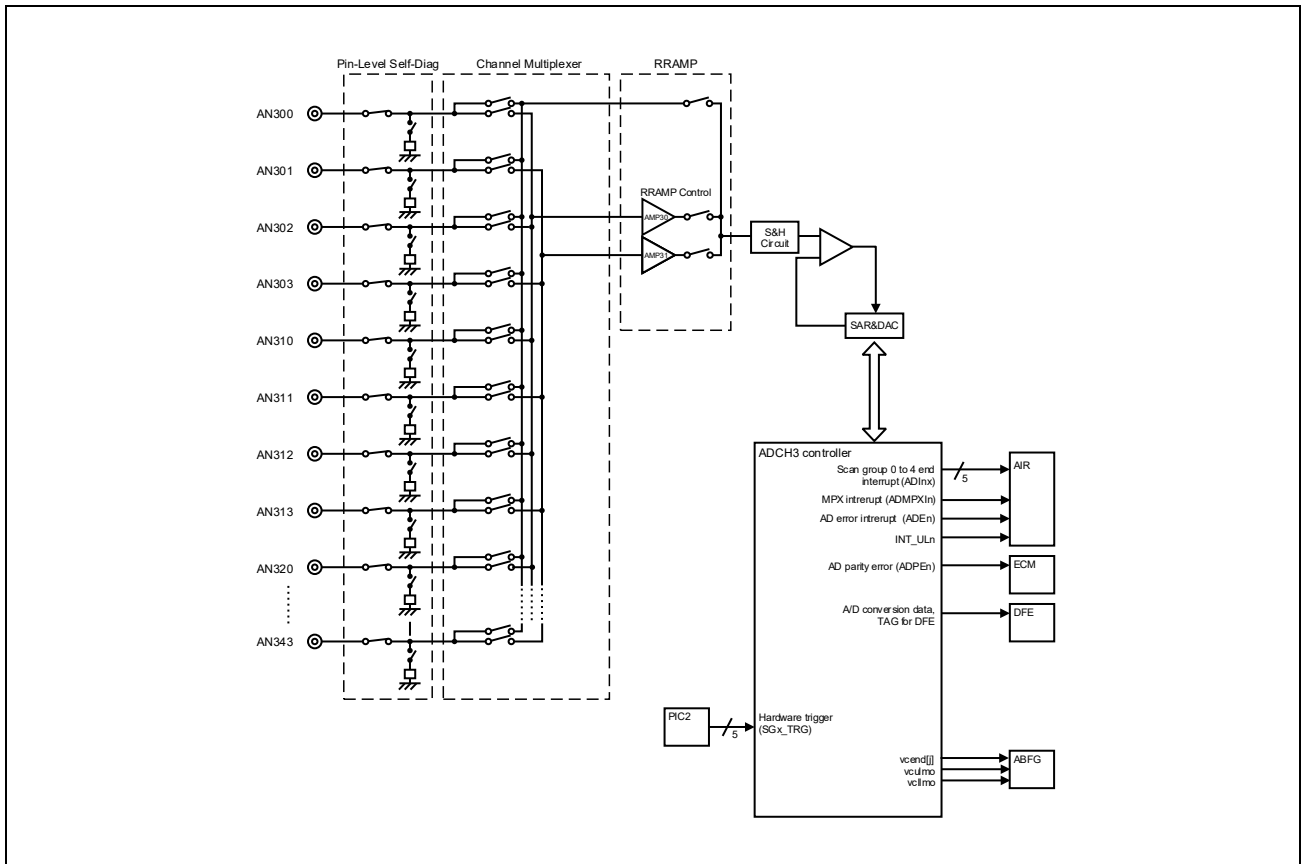 Pin-Level Self-Diag
Channel Multiplexer
RRAMP
AN300
AN301
AN302
AN303
AN310
AN311
AN312
AN313
AN320
AN343
RRAMP Control
AMP30
AMP31
S&H
Circuit
SAR&DAC
ADCH3 controller
Scan group 0 to 4 end
interrupt (ADInx)
5
AIR
MPX intrerupt (ADMPXIn)
AD error intrerupt (ADEn)
INT_ULn
AD parity error (ADPEn)
ECM
A/D conversion data,
TAG for DFE
DFE
PIC2
5
Hardware trigger
(SGx_TRG)
vcend[j]
vculmo
vcllmo
ABFG